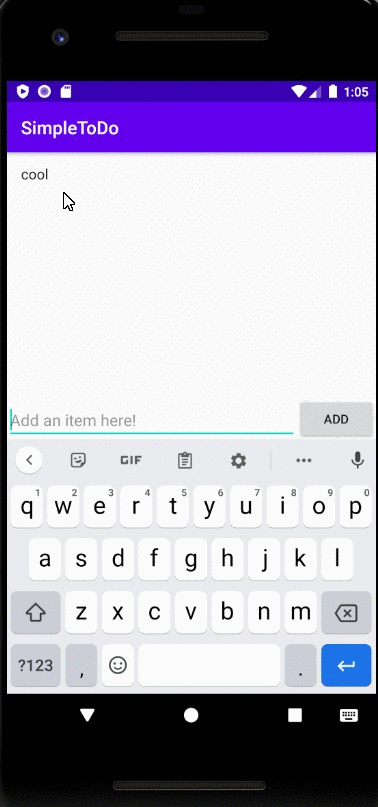 1:05
SimpleToDo
cool
Add an item here!
ADD
GIF
q1 w2 e3 r4 t5 y6 u7 i8 o9 p0
a s d f g h j k l
z x c v b n m
?123 , .